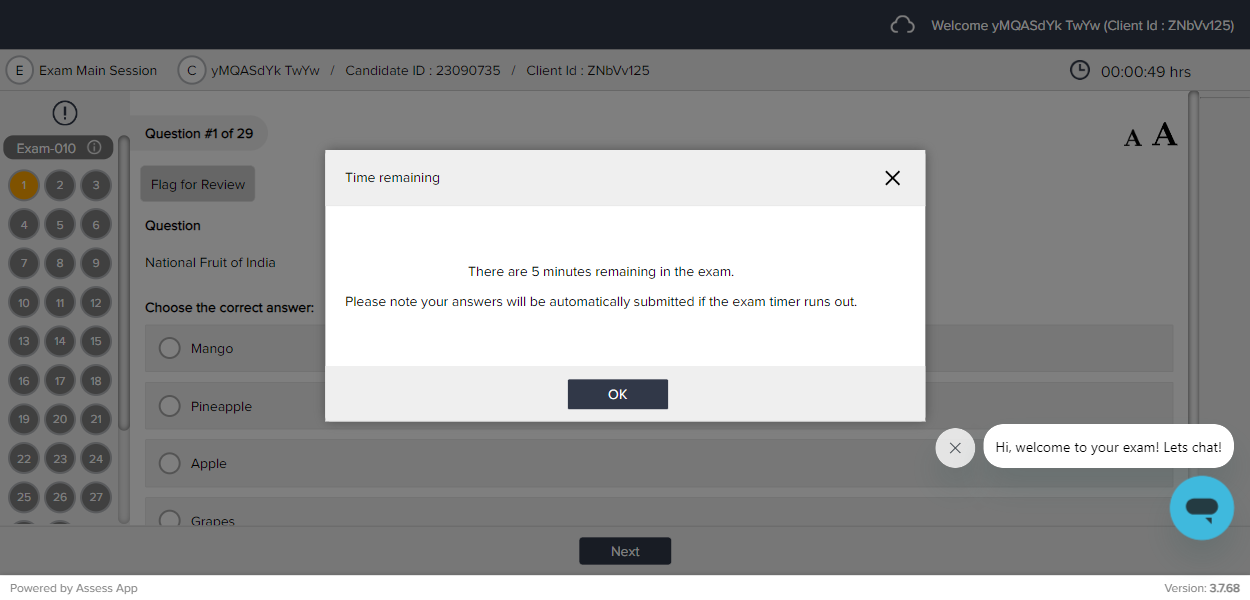 Welcome yMQASdYk TwYw (Client Id : ZNbVv125)
E Exam Main Session C yMQASdYk TwYw / Candidate ID : 23090735 / Client Id : ZNbVv125 00:00:49 hrs
Exam-010
1 2 3
4 5 6
7 8 9
10 11 12
13 14 15
16 17 18
19 20 21
22 23 24
25 26 27
Question #1 of 29
A A
Flag for Review
Question
National Fruit of India
Choose the correct answer:
Mango
Pineapple
Apple
Grapes
Time remaining
There are 5 minutes remaining in the exam.
Please note your answers will be automatically submitted if the exam timer runs out.
OK
Hi, welcome to your exam! Lets chat!
Next
Powered by Assess App
Version: 3.7.68